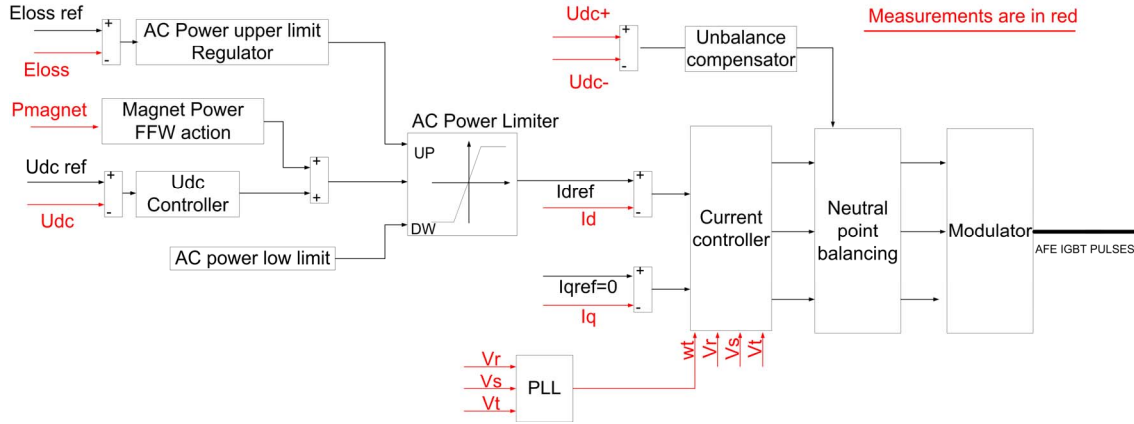 Eloss ref
+
-
Eloss
AC Power upper limit
Regulator
Udc+
+
-
Udc-
Unbalance
compensator
Measurements are in red
Pmagnet
Magnet Power
FFW action
Udc ref
+
-
Udc
Udc
Controller
+
+
AC Power Limiter
UP
DW
AC power low limit
Idref
+
-
Id
Iqref=0
+
-
Iq
Current
controller
Neutral
point
balancing
Modulator
AFE IGBT PULSES
wt
Vr
Vs
Vt
Vr
Vs
Vt
PLL